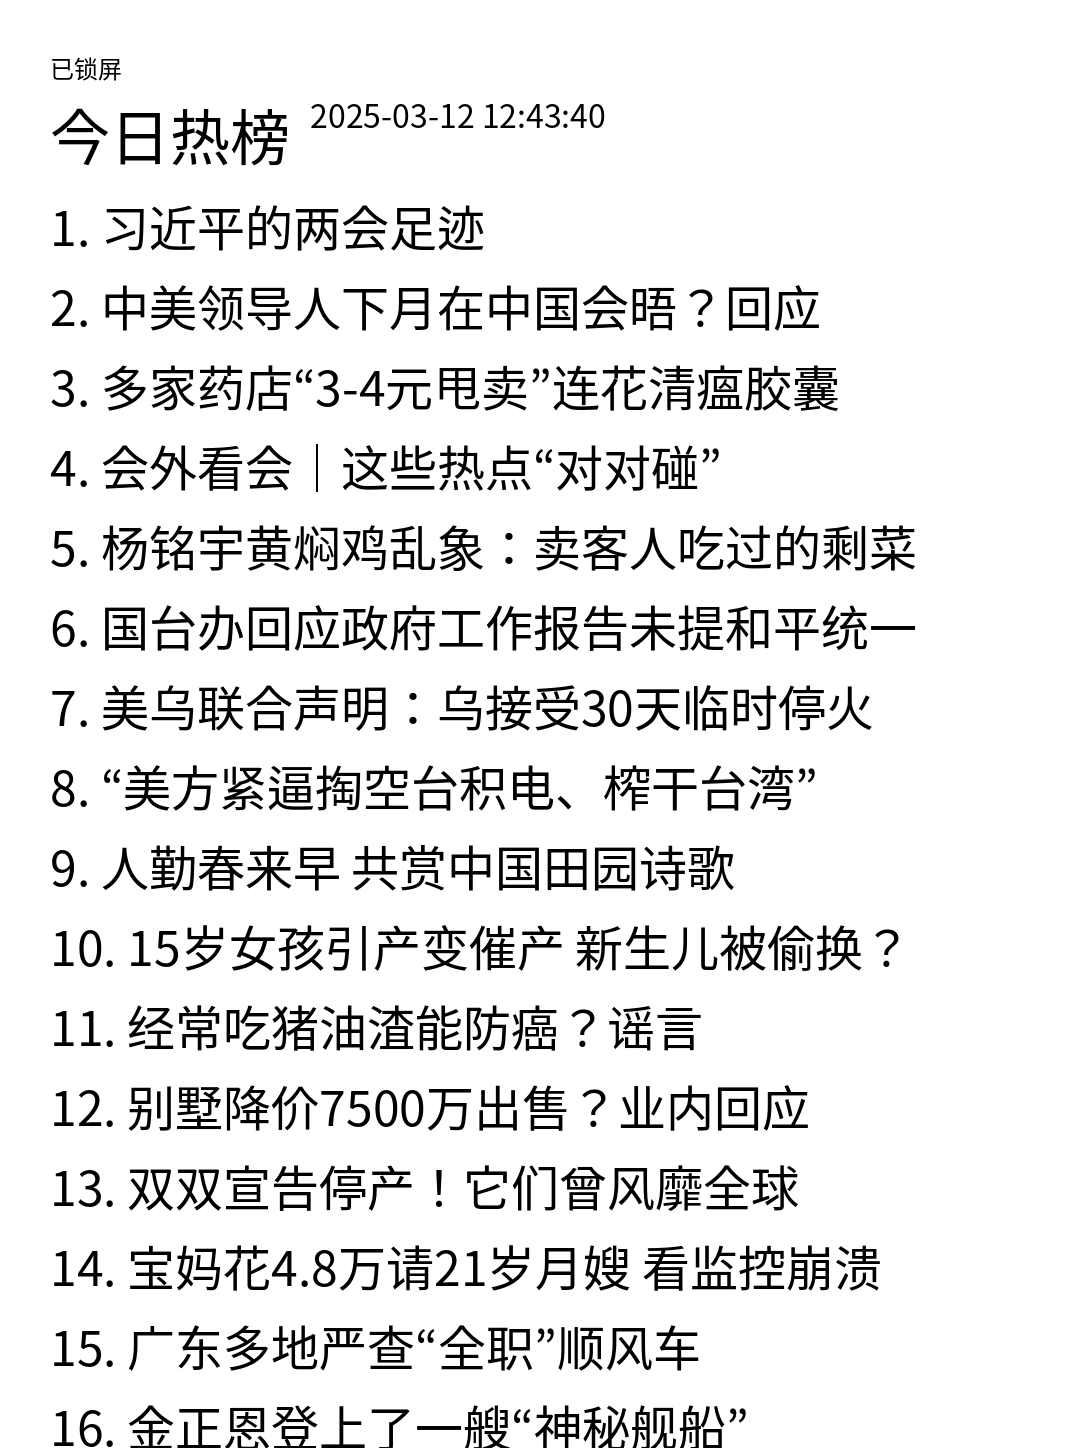 已锁屏
今日热榜 2025-03-12 12:43:40
1. 习近平的两会足迹
2. 中美领导人下月在中国会晤？回应
3. 多家药店“3-4元甩卖”连花清瘟胶囊
4. 会外看会｜这些热点“对对碰”
5. 杨铭宇黄焖鸡乱象：卖客人吃过的剩菜
6. 国台办回应政府工作报告未提和平统一
7. 美乌联合声明：乌接受30天临时停火
8. “美方紧逼掏空台积电、榨干台湾”
9. 人勤春来早 共赏中国田园诗歌
10. 15岁女孩引产变催产 新生儿被偷换？
11. 经常吃猪油渣能防癌？谣言
12. 别墅降价7500万出售？业内回应
13. 双双宣告停产！它们曾风靡全球
14. 宝妈花4.8万请21岁月嫂 看监控崩溃
15. 广东多地严查“全职”顺风车
16. 金正恩登上了一艘“神秘舰船”